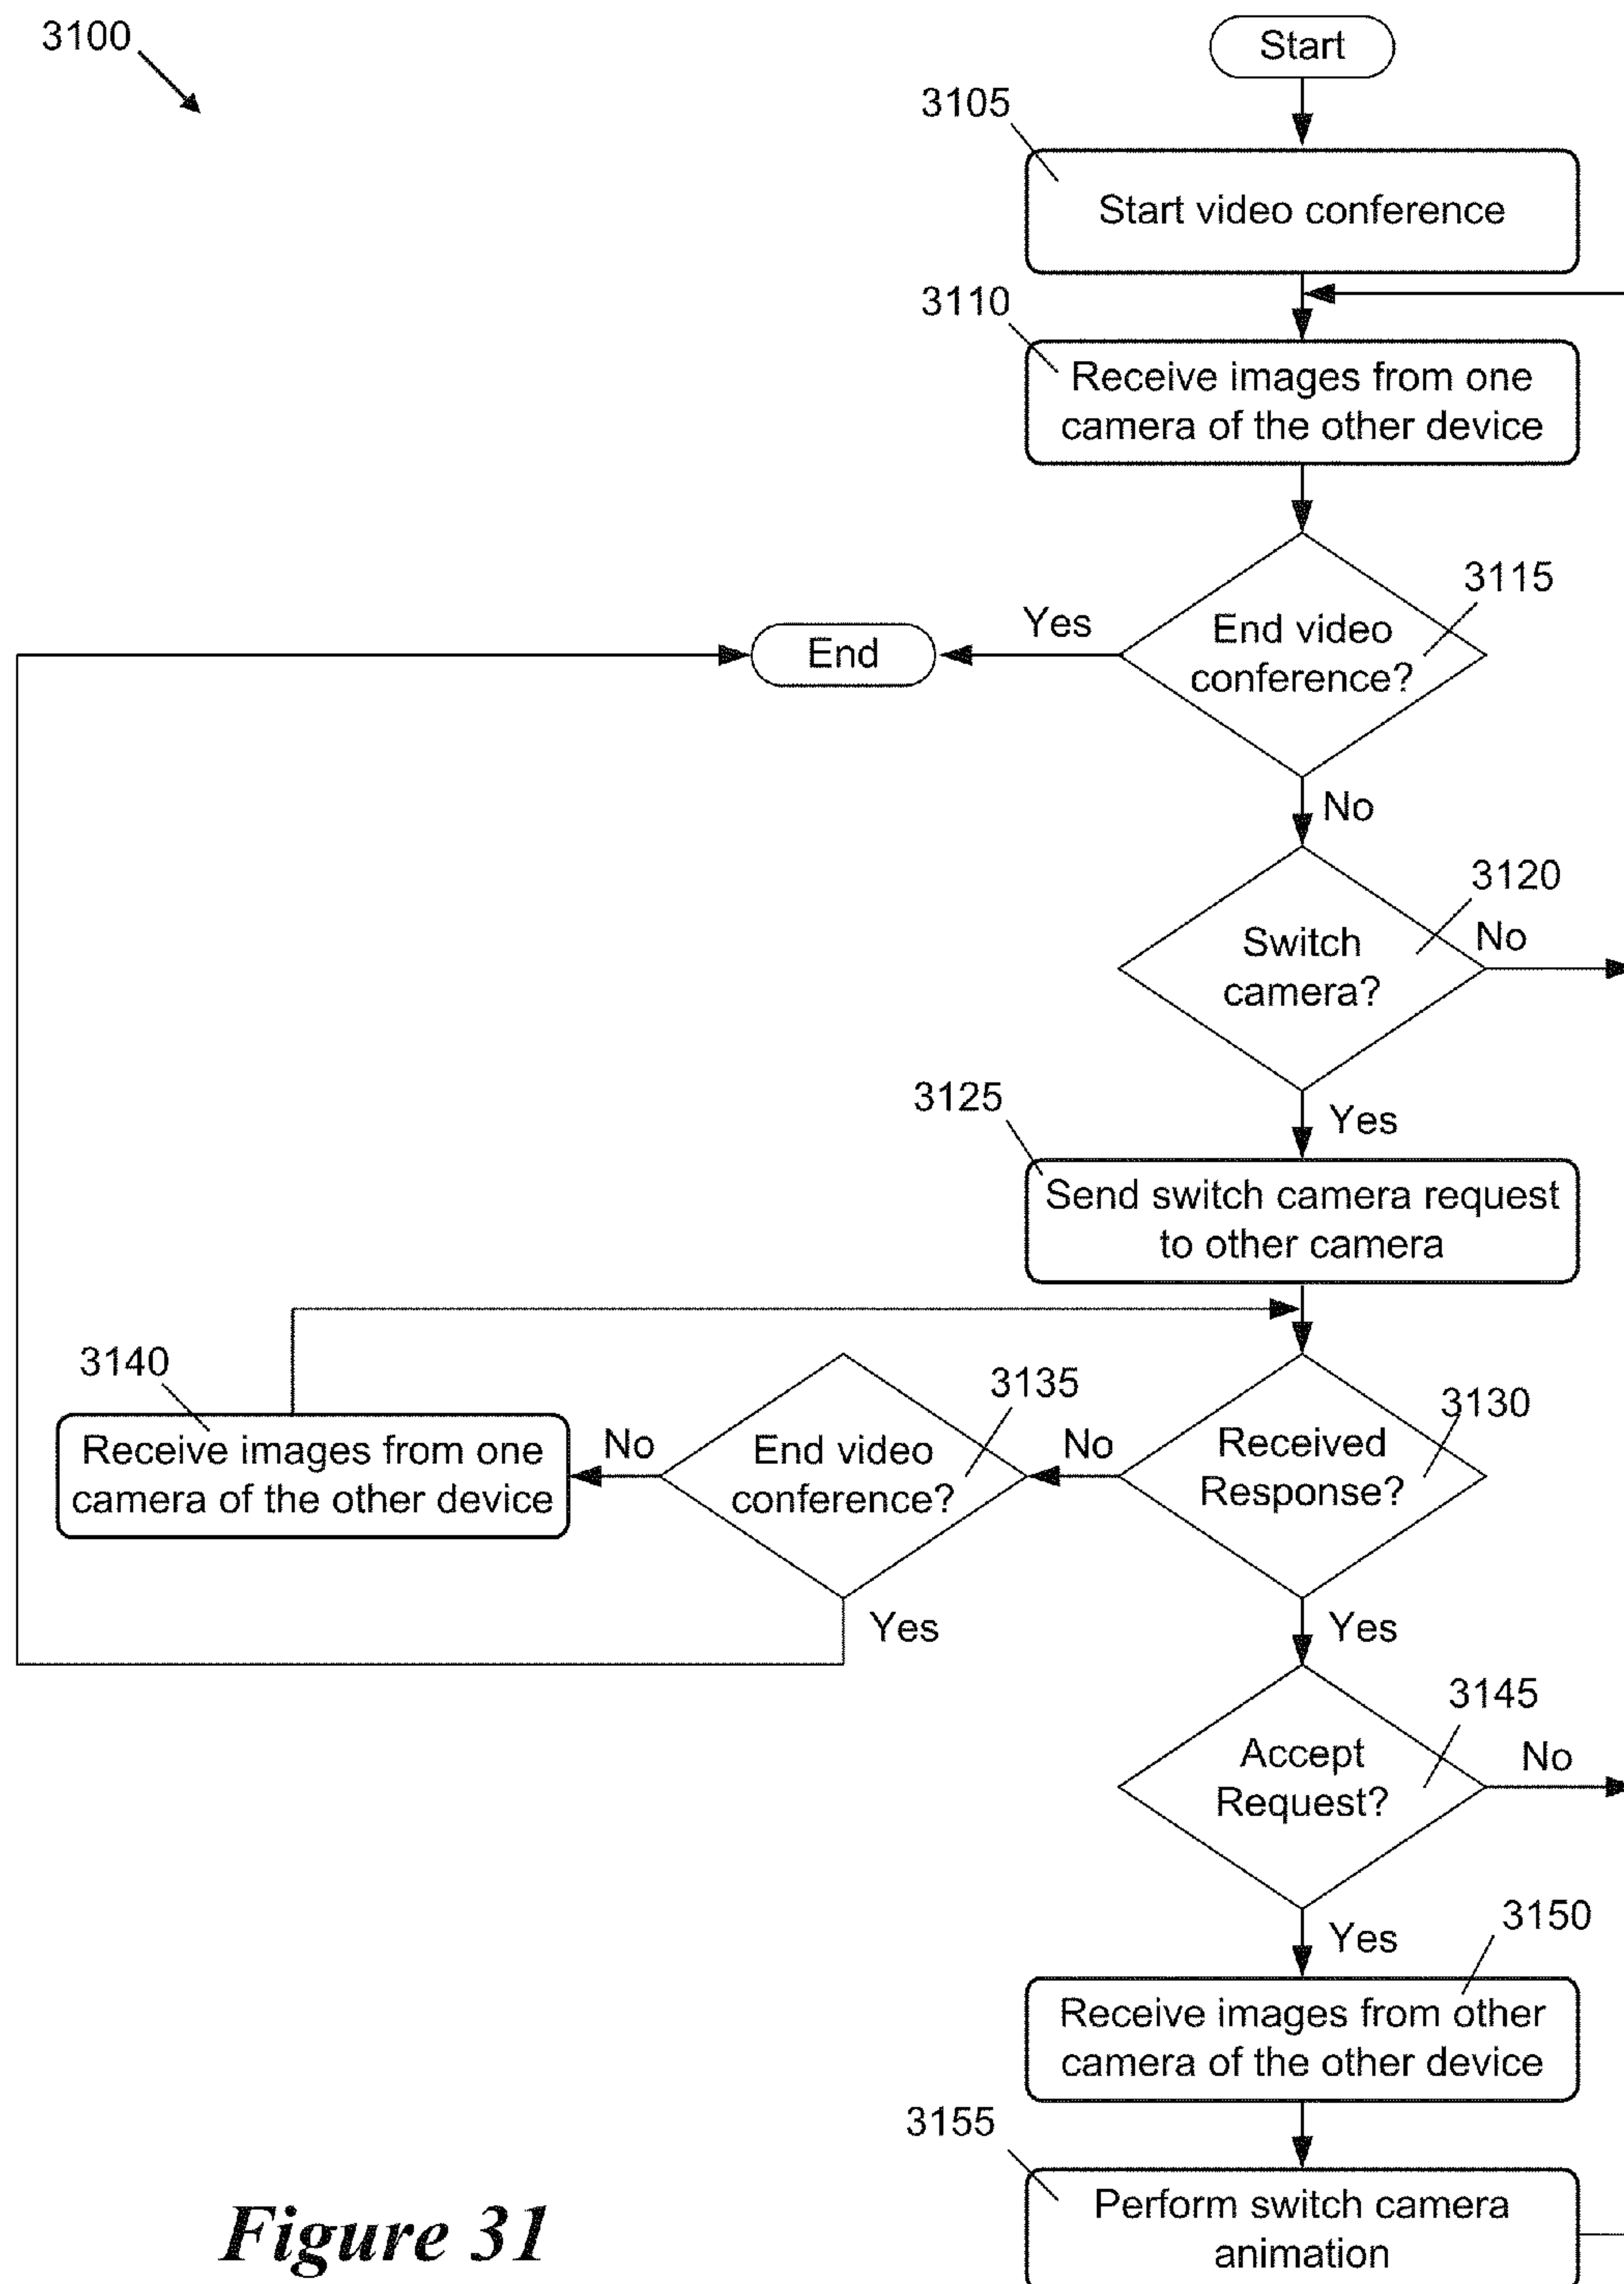 3100
Start
3105
Start video conference
3110
Receive images from one
camera of the other device
3115
End video
conference?
Yes
End
No
3120
Switch
camera?
No
Yes
3125
Send switch camera request
to other camera
3130
Received
Response?
No
3135
End video
conference?
No
3140
Receive images from one
camera of the other device
Yes
Yes
3145
Accept
Request?
No
Yes
3150
Receive images from other
camera of the other device
3155
Perform switch camera
animation
Figure 31